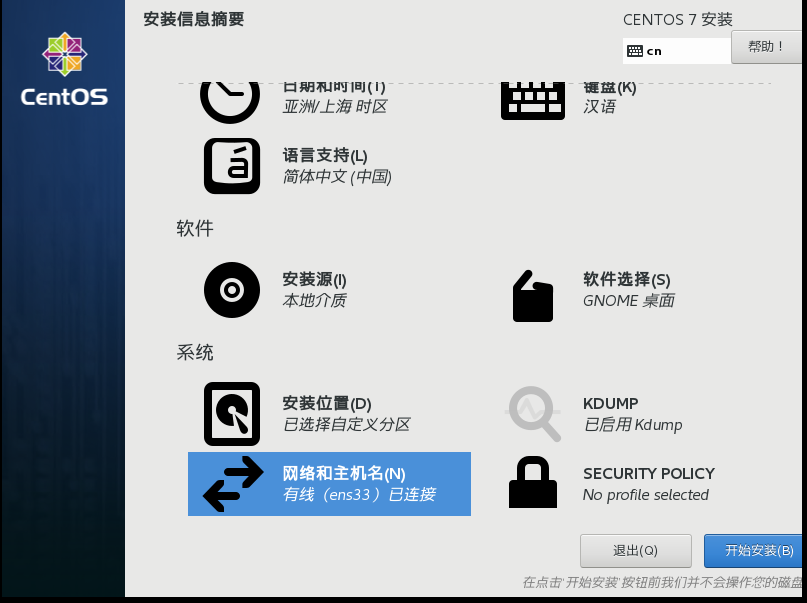 安装信息摘要
CENTOS 7 安装
cn
帮助！
CentOS
日期和时间(T)
亚洲/上海 时区
键盘(K)
汉语
语言支持(L)
简体中文 (中国)
软件
安装源(I)
本地介质
软件选择(S)
GNOME 桌面
系统
安装位置(D)
已选择自定义分区
KDUMP
已启用 Kdump
网络和主机名(N)
有线（ens33）已连接
SECURITY POLICY
No profile selected
退出(Q)
开始安装(B)
在点击'开始安装'按钮前我们并不会操作您的磁盘